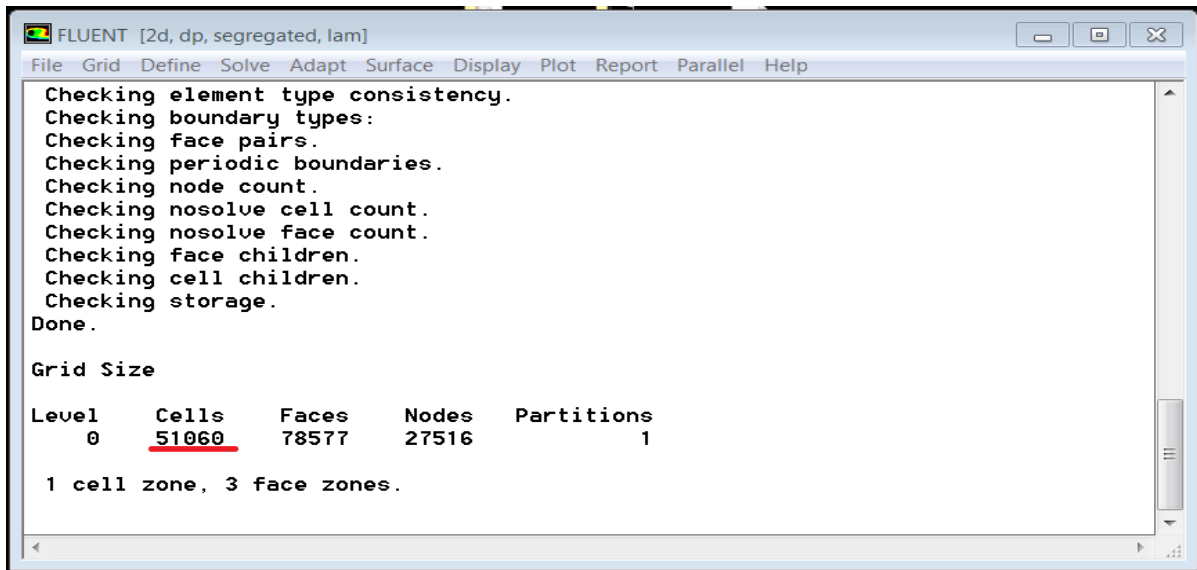 FLUENT [2d, dp, segregated, lam]
File Grid Define Solve Adapt Surface Display Plot Report Parallel Help
Checking element type consistency.
Checking boundary types:
Checking face pairs.
Checking periodic boundaries.
Checking node count.
Checking nosolve cell count.
Checking nosolve face count.
Checking face children.
Checking cell children.
Checking storage.
Done.
Grid Size
Level Cells Faces Nodes Partitions
0 51060 78577 27516 1
1 cell zone, 3 face zones.